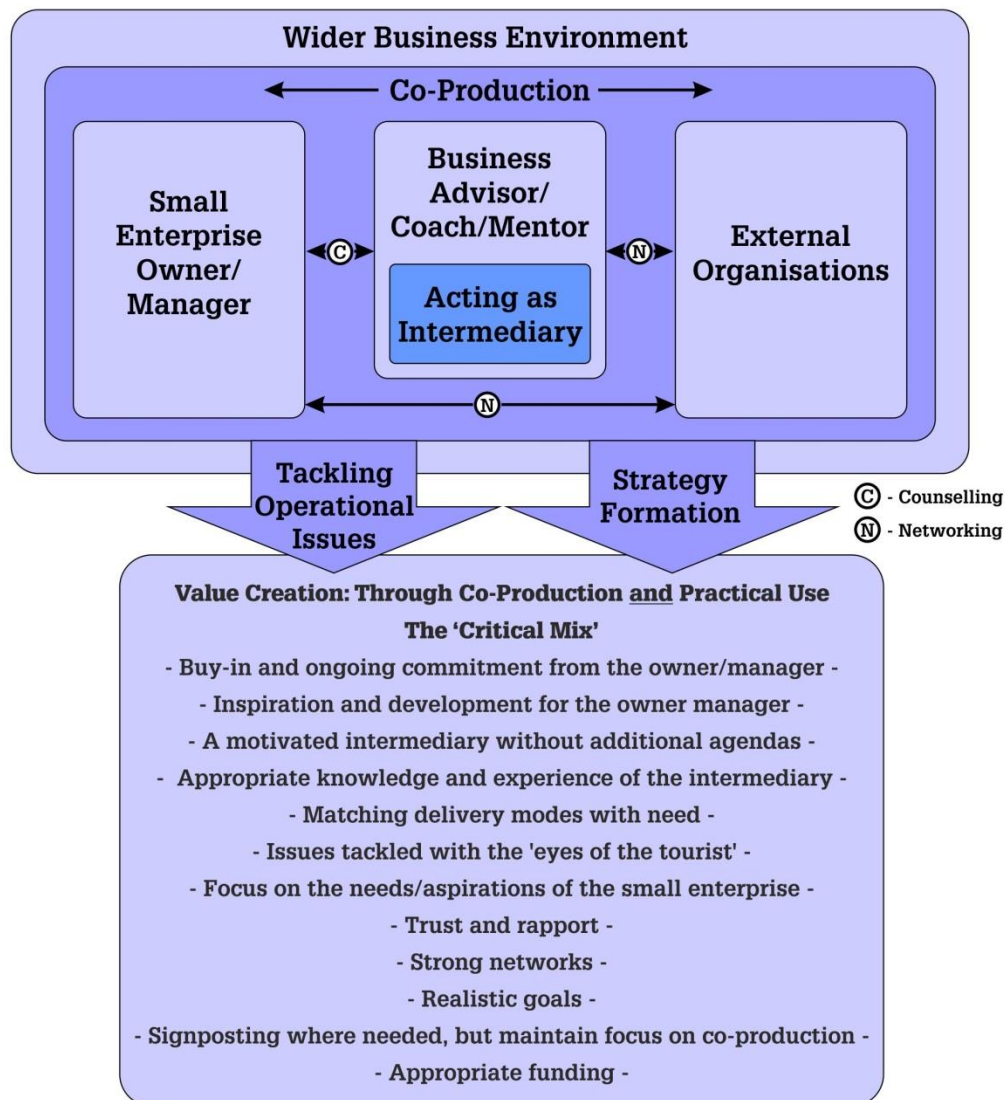 Wider Business Environment
Co-Production
Small
Enterprise
Owner/
Manager
C
Business
Advisor/
Coach/Mentor
Acting as
Intermediary
N
External
Organisations
N
Tackling
Operational
Issues
Strategy
Formation
C - Counselling
N - Networking
Value Creation: Through Co-Production and Practical Use
The ‘Critical Mix’
- Buy-in and ongoing commitment from the owner/manager -
- Inspiration and development for the owner manager -
- A motivated intermediary without additional agendas -
- Appropriate knowledge and experience of the intermediary -
- Matching delivery modes with need -
- Issues tackled with the 'eyes of the tourist' -
- Focus on the needs/aspirations of the small enterprise -
- Trust and rapport -
- Strong networks -
- Realistic goals -
- Signposting where needed, but maintain focus on co-production -
- Appropriate funding -